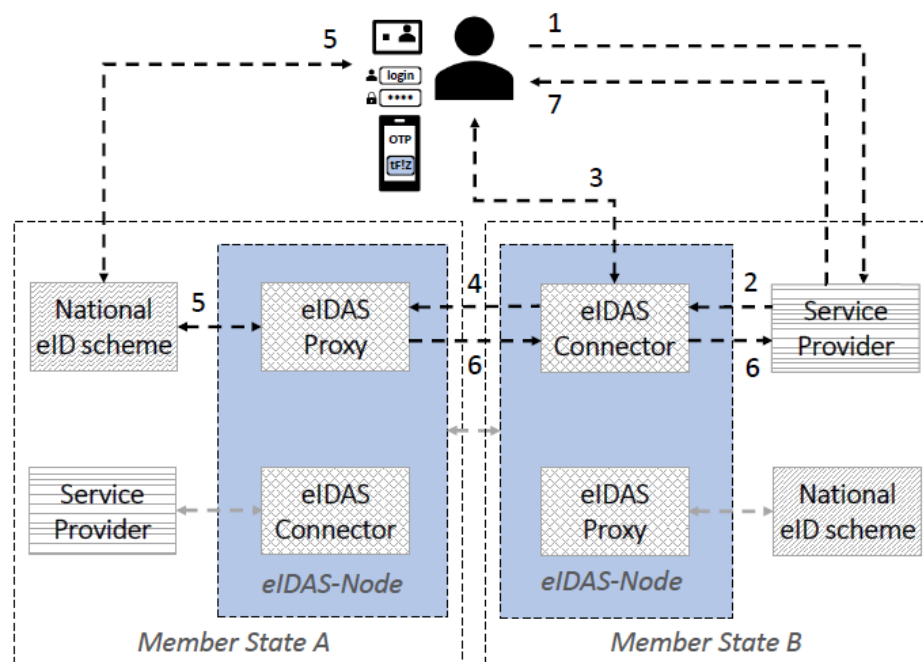 5
1
login
****
7
OTP
tF!Z
3
National
eID scheme
5
eIDAS
Proxy
4
6
eIDAS
Connector
2
6
Service
Provider
Service
Provider
eIDAS
Connector
eIDAS
Proxy
National
eID scheme
eIDAS-Node
eIDAS-Node
Member State A
Member State B